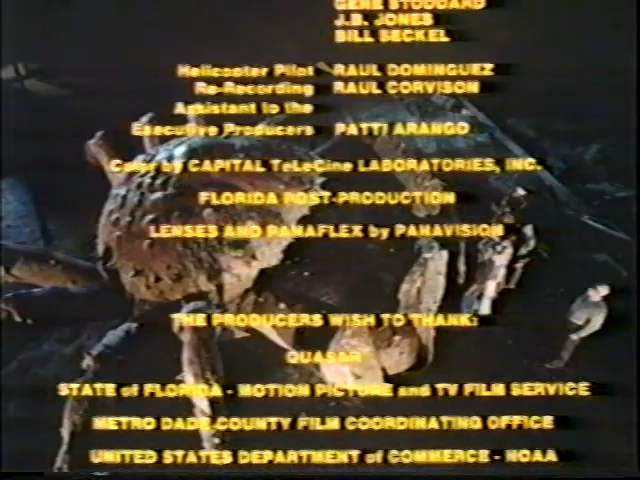 GENE STODDARD
J.B. JONES
BILL SECKEL
Helicopter Pilot RAUL DOMINGUEZ
Re-Recording RAUL CORVISON
Assistant to the
Executive Producers PATTI ARANGO
Color by CAPITAL TeLeCine LABORATORIES, INC.
FLORIDA POST-PRODUCTION
LENSES AND PANAFLEX by PANAVISION
THE PRODUCERS WISH TO THANK:
QUASAR
STATE of FLORIDA - MOTION PICTURE and TV FILM SERVICE
METRO DADE COUNTY FILM COORDINATING OFFICE
UNITED STATES DEPARTMENT of COMMERCE - NOAA